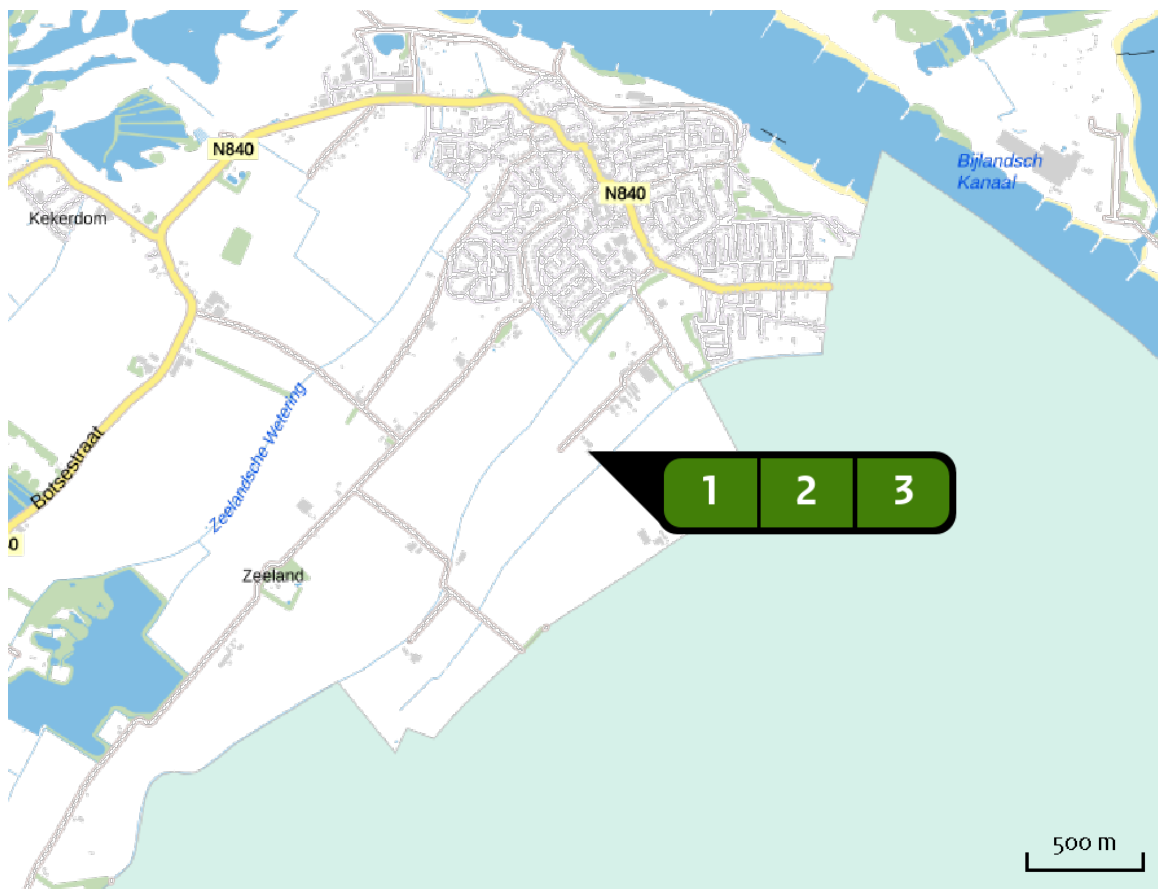 N840
Bijlandsch
Kanaal
N840
Kekerdom
Zeelandsche Wetering
Botsestraat
1 2 3
0
Zeeland
500 m